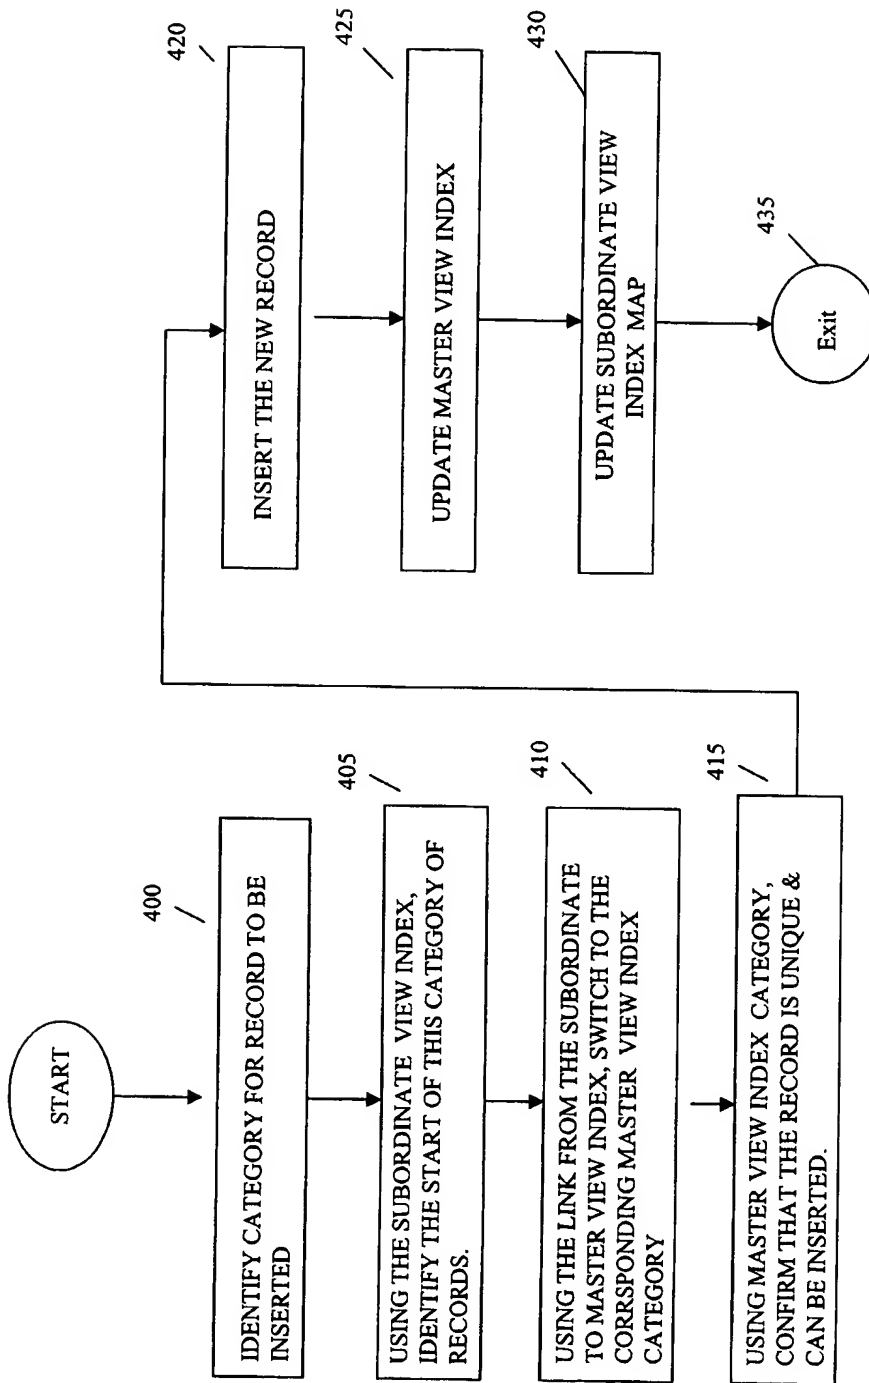 START
400
IDENTIFY CATEGORY FOR RECORD TO BE
INSERTED
405
USING THE SUBORDINATE VIEW INDEX,
IDENTIFY THE START OF THIS CATEGORY OF
RECORDS.
410
USING THE LINK FROM THE SUBORDINATE
TO MASTER VIEW INDEX, SWITCH TO THE
CORRSPONDING MASTER VIEW INDEX
CATEGORY
415
USING MASTER VIEW INDEX CATEGORY,
CONFIRM THAT THE RECORD IS UNIQUE &
CAN BE INSERTED.
420
INSERT THE NEW RECORD
425
UPDATE MASTER VIEW INDEX
430
UPDATE SUBORDINATE VIEW
INDEX MAP
435
Exit